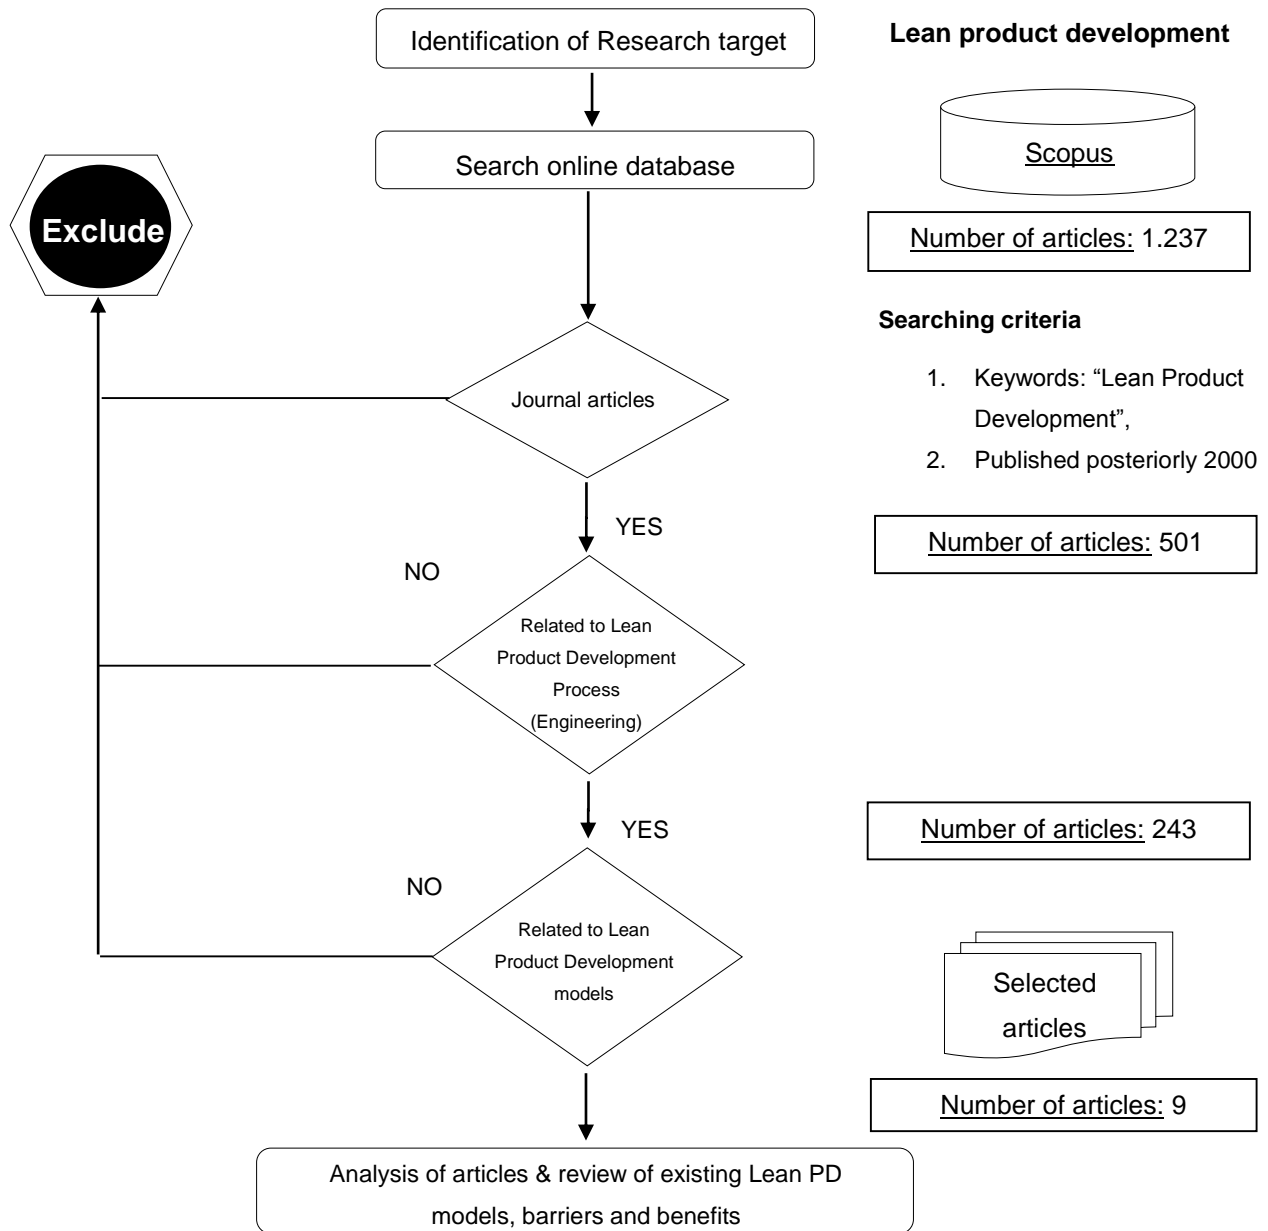 Identification of Research target
Lean product development
Search online database
Scopus
Exclude
Number of articles: 1.237
Searching criteria
1. Keywords: “Lean Product
Development”,
2. Published posteriorly 2000
Journal articles
YES
Number of articles: 501
NO
Related to Lean
Product Development
Process
(Engineering)
YES
Number of articles: 243
NO
Related to Lean
Product Development
models
Selected
articles
Number of articles: 9
Analysis of articles & review of existing Lean PD
models, barriers and benefits